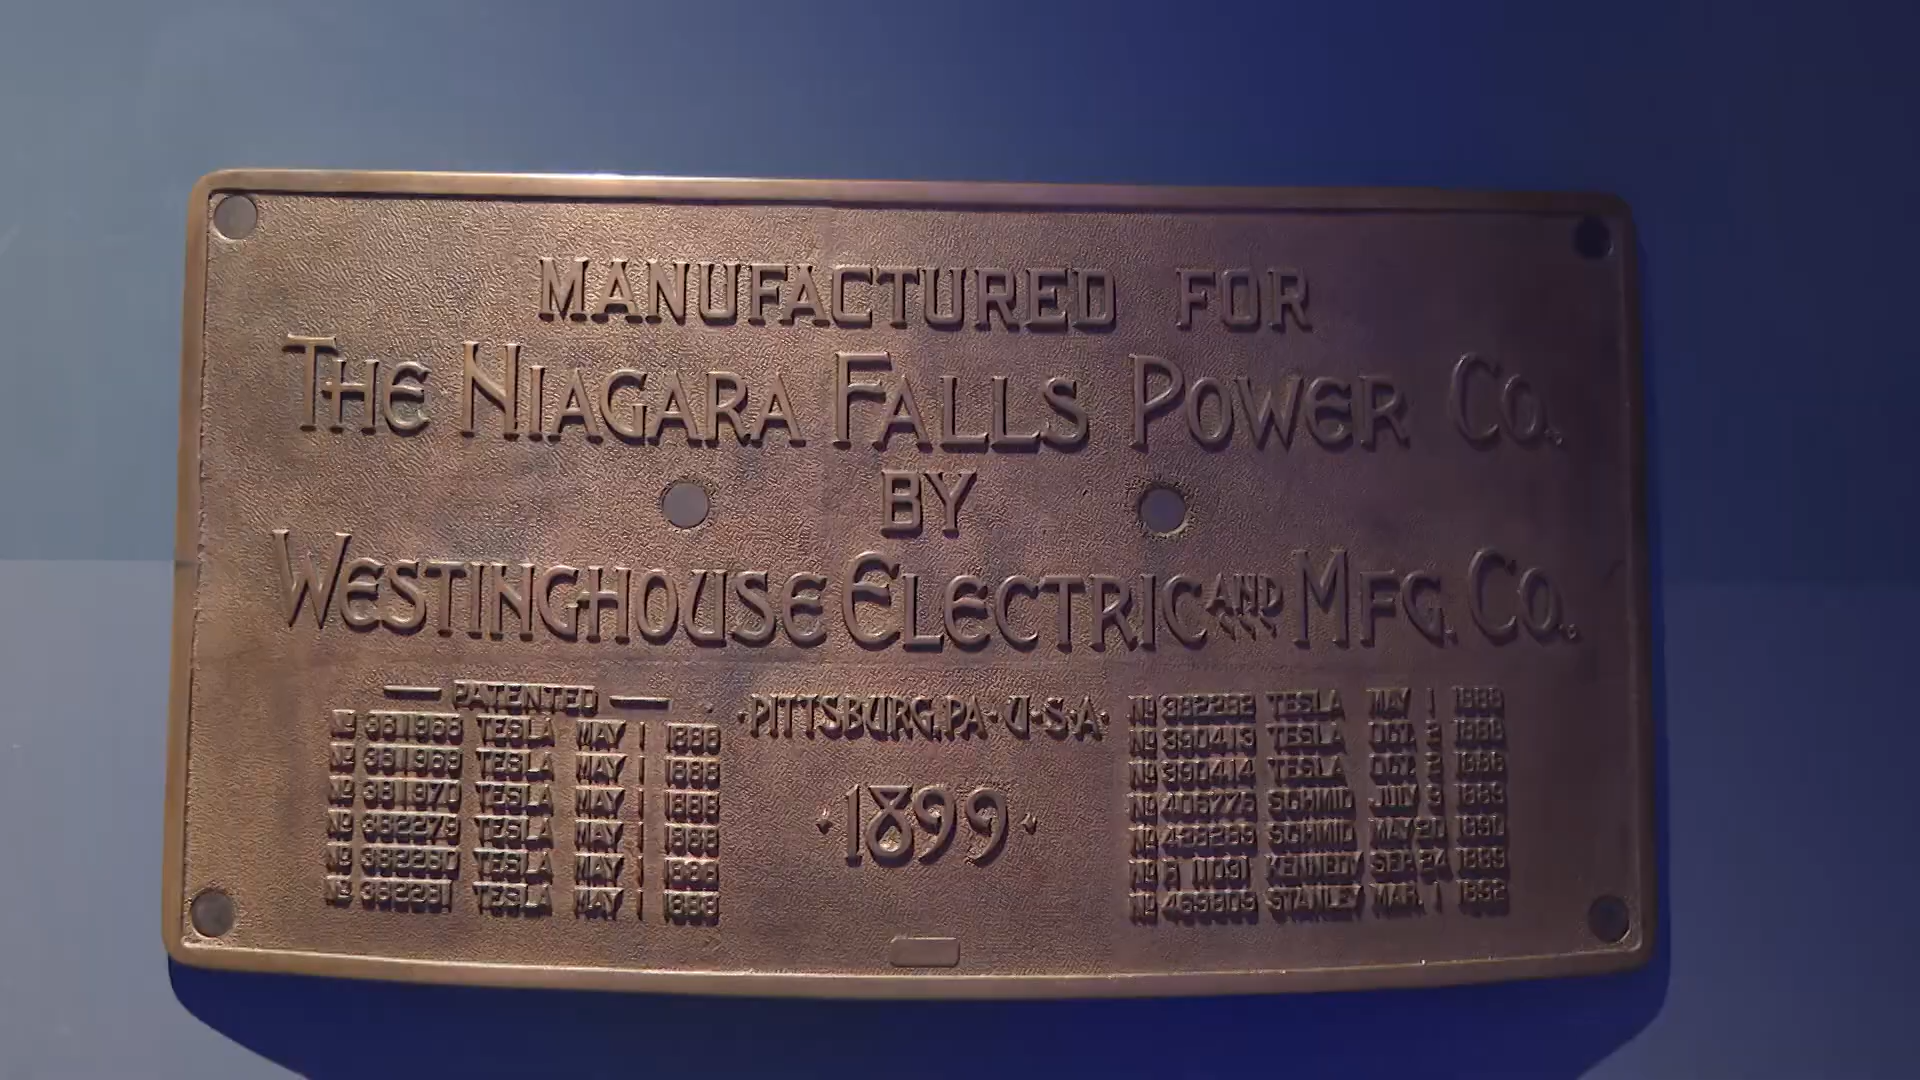 MANUFACTURED FOR
THE NIAGARA FALLS POWER CO.
BY
WESTINGHOUSE ELECTRIC AND MFG. CO.
— PATENTED —
No 381968 TESLA MAY 1 1888
No 381969 TESLA MAY 1 1888
No 381970 TESLA MAY 1 1888
No 382279 TESLA MAY 1 1888
No 382280 TESLA MAY 1 1888
No 382281 TESLA MAY 1 1888
·PITTSBURG, PA·U·S·A·
·1899·
No 382282 TESLA MAY 1 1888
No 390413 TESLA OCT. 2 1888
No 390414 TESLA OCT. 2 1888
No SCHMID JULY 9 1889
No SCHMID MAY 20 1890
No KENNEDY SEP. 24 1889
No 469809 STANLEY MAR. 1 1892